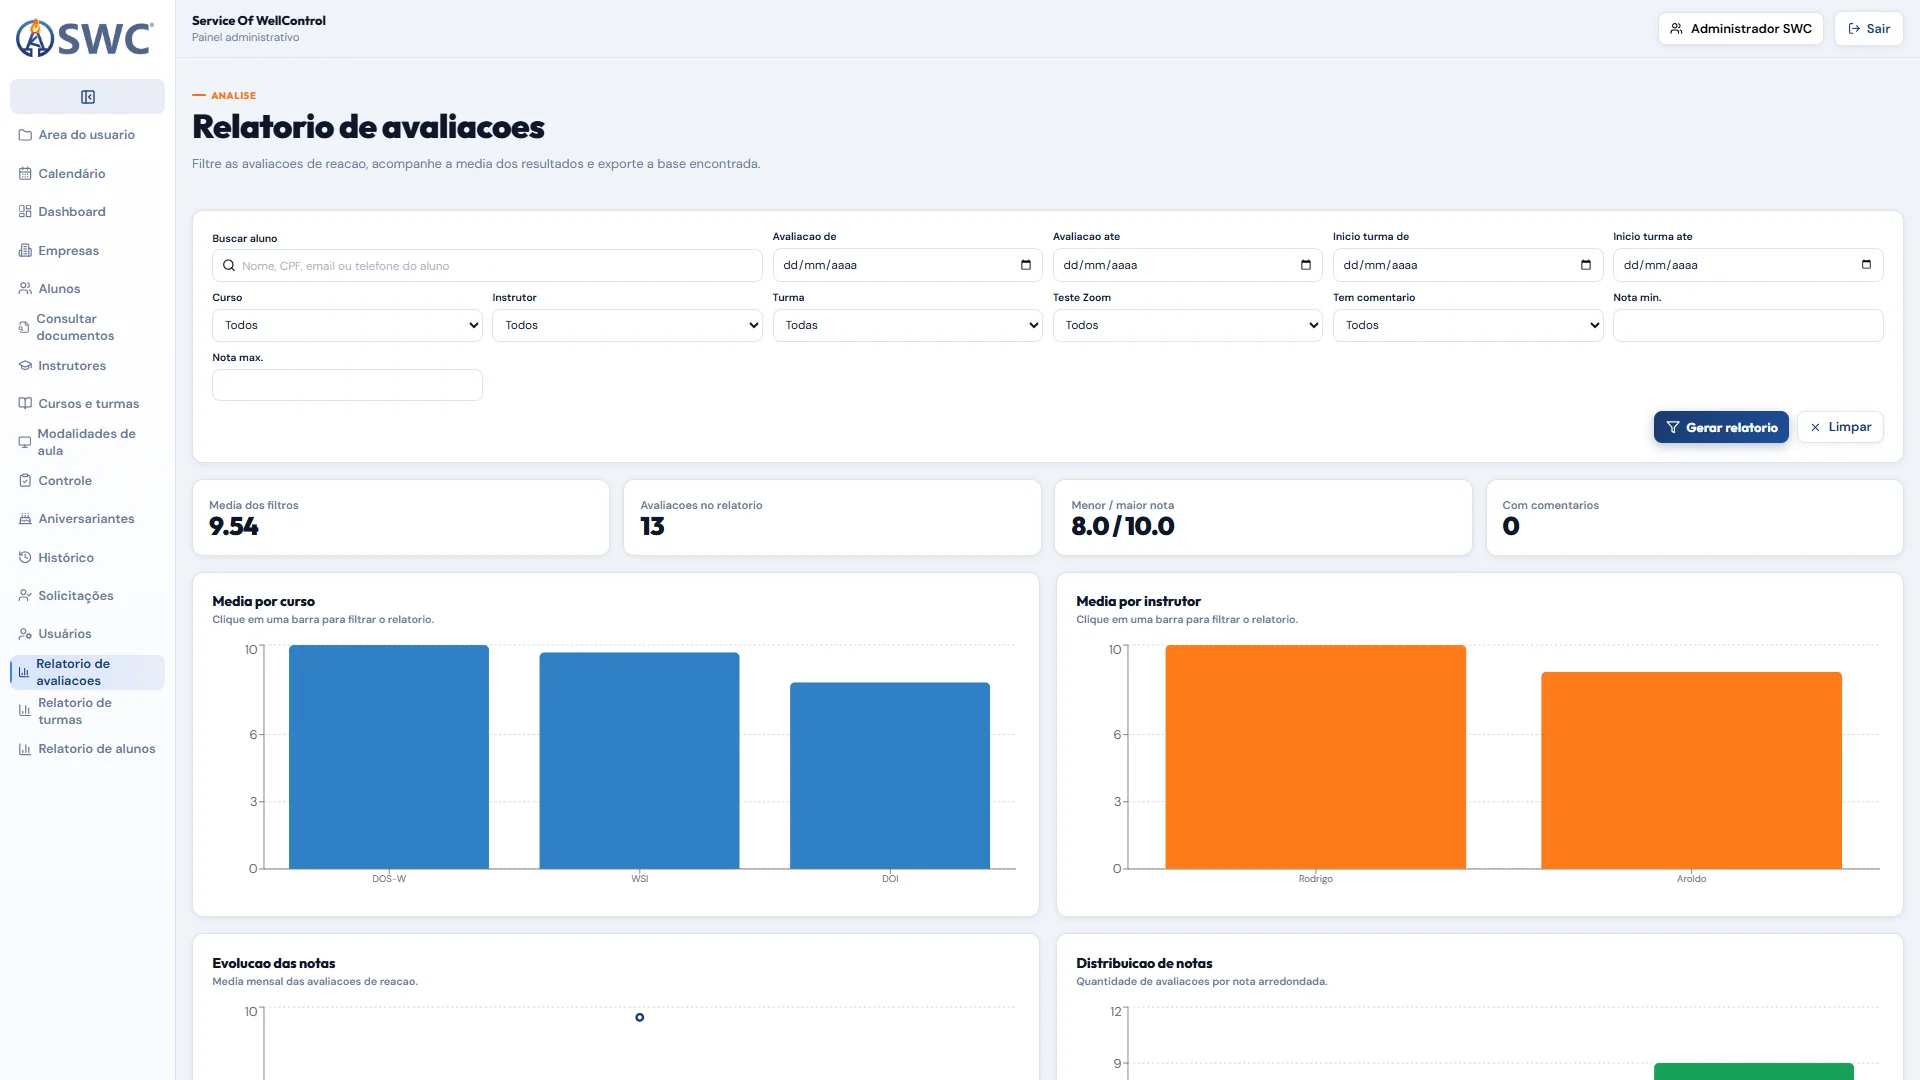 SWC
Service Of WellControl
Painel administrativo
Administrador SWC
Sair
Area do usuario
Calendário
Dashboard
Empresas
Alunos
Consultar
documentos
Instrutores
Cursos e turmas
Modalidades de
aula
Controle
Aniversariantes
Histórico
Solicitações
Usuários
Relatorio de
avaliacoes
Relatorio de
turmas
Relatorio de alunos
ANALISE
Relatorio de avaliacoes
Filtre as avaliacoes de reacao, acompanhe a media dos resultados e exporte a base encontrada.
Buscar aluno
Nome, CPF, email ou telefone do aluno
Avaliacao de
dd/mm/aaaa
Avaliacao ate
dd/mm/aaaa
Inicio turma de
dd/mm/aaaa
Inicio turma ate
dd/mm/aaaa
Curso
Todos
Instrutor
Todos
Turma
Todas
Teste Zoom
Todos
Tem comentario
Todos
Nota min.
Nota max.
Gerar relatorio
Limpar
Media dos filtros
9.54
Avaliacoes no relatorio
13
Menor / maior nota
8.0 / 10.0
Com comentarios
0
Media por curso
Clique em uma barra para filtrar o relatorio.
10
6
3
0
DOS-W
WSI
DOI
Media por instrutor
Clique em uma barra para filtrar o relatorio.
10
6
3
0
Rodrigo
Aroldo
Evolucao das notas
Media mensal das avaliacoes de reacao.
10
Distribuicao de notas
Quantidade de avaliacoes por nota arredondada.
12
9